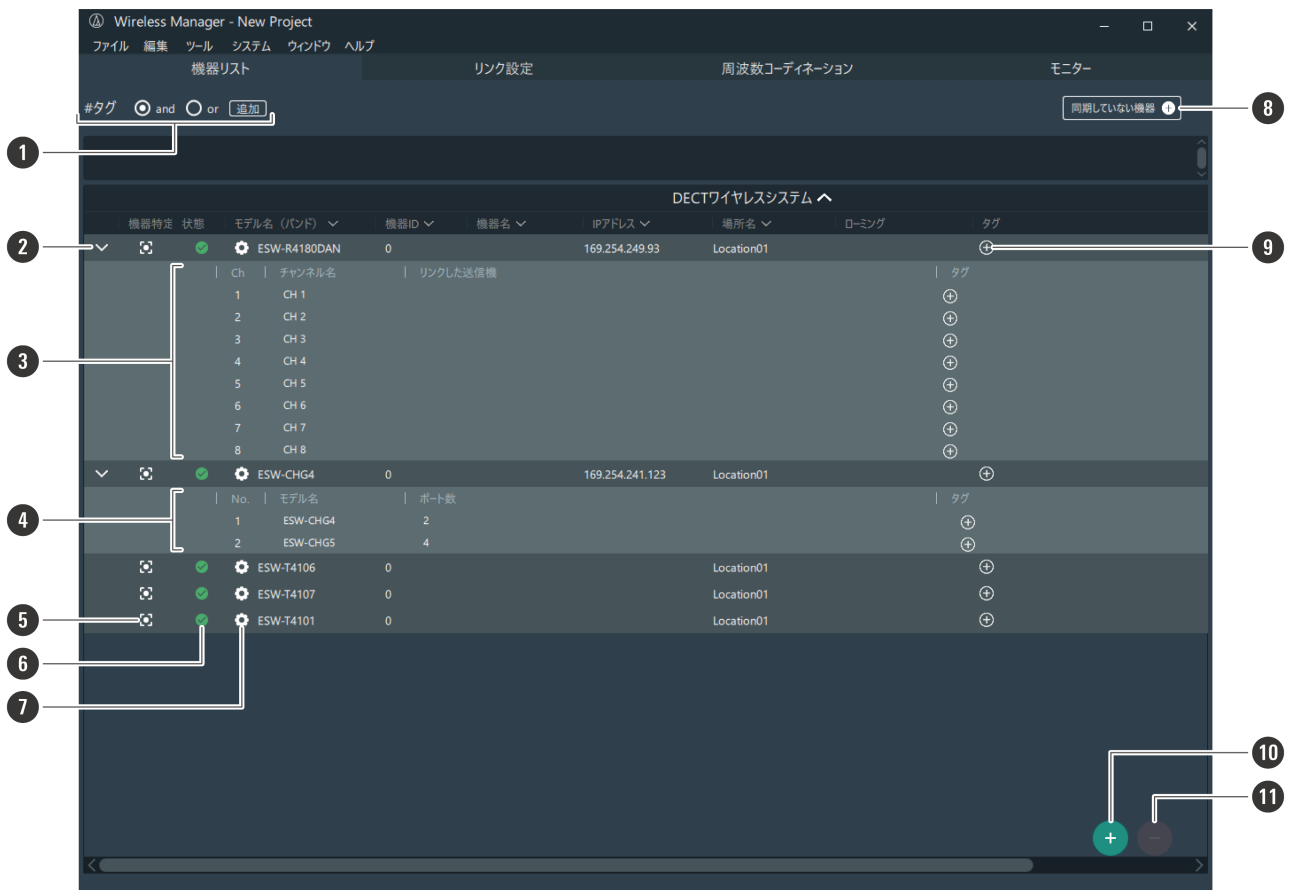 Wireless Manager - New Project
ファイル 編集 ツール システム ウィンドウ ヘルプ
機器リスト リンク設定 周波数コーディネーション モニター
#タグ and or 追加 同期していない機器 8
1
DECTワイヤレスシステム
機器特定 状態 モデル名（バンド） 機器ID 機器名 IPアドレス 場所名 ローミング タグ
2 ESW-R4180DAN 0 169.254.249.93 Location01 9
Ch チャンネル名 リンクした送信機 タグ
1 CH 1
2 CH 2
3 CH 3
3 4 CH 4
5 CH 5
6 CH 6
7 CH 7
8 CH 8
ESW-CHG4 0 169.254.241.123 Location01
No. モデル名 ポート数 タグ
4 1 ESW-CHG4 2
2 ESW-CHG5 4
ESW-T4106 0 Location01
ESW-T4107 0 Location01
5 ESW-T4101 0 Location01
6
7
10
11